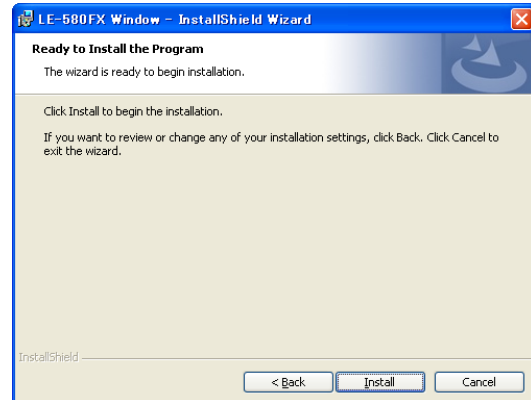 LE-580FX Window - InstallShield Wizard
Ready to Install the Program
The wizard is ready to begin installation.
Click Install to begin the installation.
If you want to review or change any of your installation settings, click Back. Click Cancel to
exit the wizard.
InstallShield
< Back Install Cancel